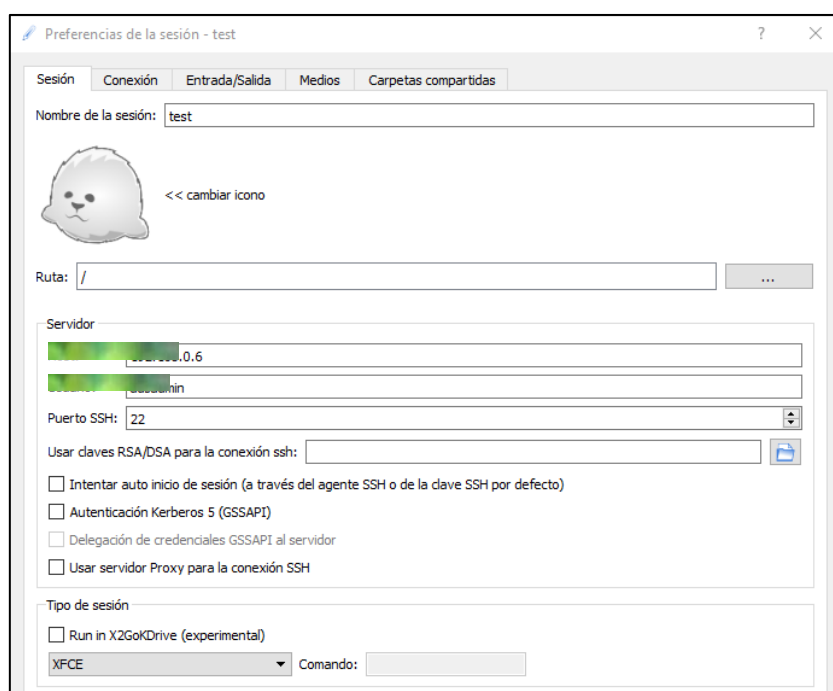 Preferencias de la sesión - test ?
Sesión Conexión Entrada/Salida Medios Carpetas compartidas
Nombre de la sesión: test
<< cambiar icono
Ruta: / ...
Servidor
.0.6
min
Puerto SSH: 22
Usar claves RSA/DSA para la conexión ssh:
Intentar auto inicio de sesión (a través del agente SSH o de la clave SSH por defecto)
Autenticación Kerberos 5 (GSSAPI)
Delegación de credenciales GSSAPI al servidor
Usar servidor Proxy para la conexión SSH
Tipo de sesión
Run in X2GoKDrive (experimental)
XFCE Comando: